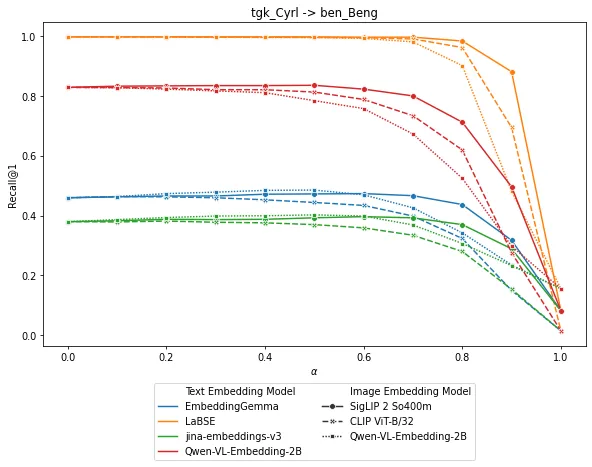 tgk_Cyrl -> ben_Beng
Recall@1
1.0
0.8
0.6
0.4
0.2
0.0
0.0 0.2 0.4 0.6 0.8 1.0
α
Text Embedding Model
EmbeddingGemma
LaBSE
jina-embeddings-v3
Qwen-VL-Embedding-2B
Image Embedding Model
SigLIP 2 So400m
CLIP ViT-B/32
Qwen-VL-Embedding-2B